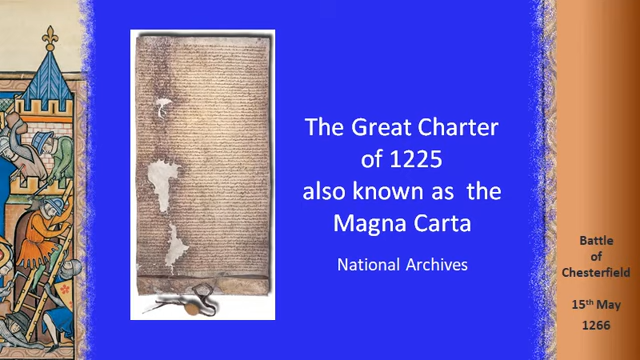 The Great Charter
of 1225
also known as the
Magna Carta
National Archives
Battle
of
Chesterfield
15th May
1266